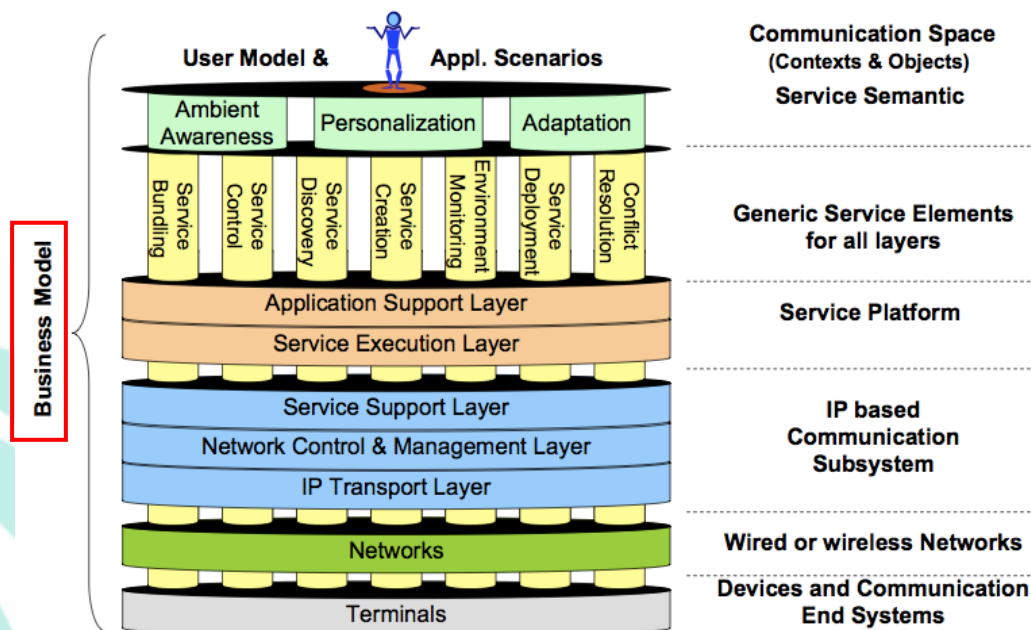 User Model & Appl. Scenarios
Communication Space
(Contexts & Objects)
Service Semantic
Ambient
Awareness
Personalization
Adaptation
Service
Bundling
Service
Control
Service
Discovery
Service
Creation
Environment
Monitoring
Service
Deployment
Conflict
Resolution
Generic Service Elements
for all layers
Business Model
Application Support Layer
Service Execution Layer
Service Platform
Service Support Layer
Network Control & Management Layer
IP Transport Layer
IP based
Communication
Subsystem
Networks
Wired or wireless Networks
Terminals
Devices and Communication
End Systems